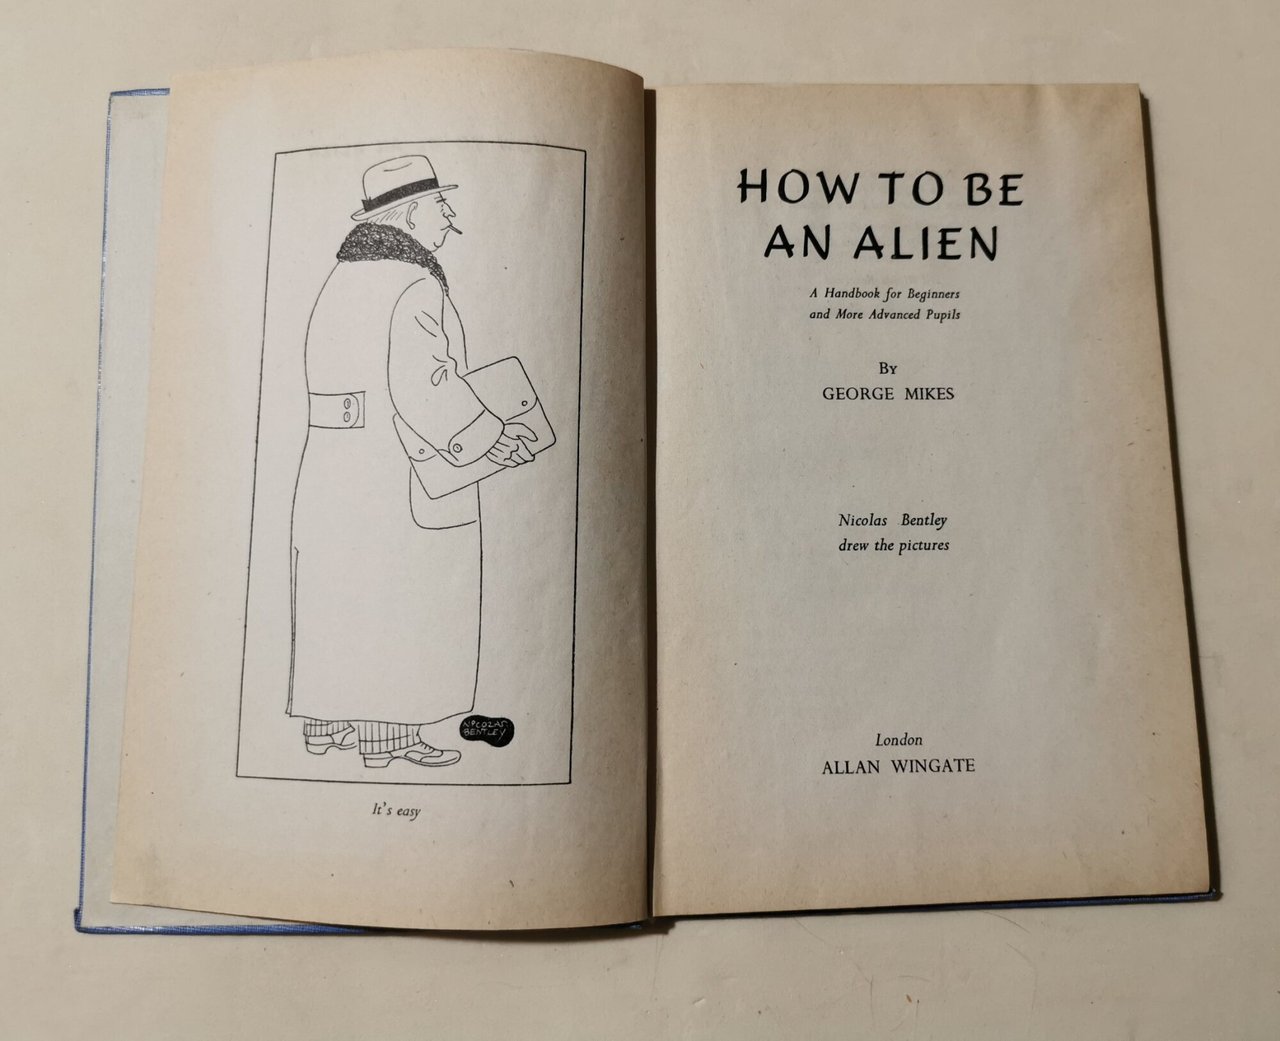 NICOLAS
BENTLEY
It's easy
HOW TO BE
AN ALIEN
A Handbook for Beginners
and More Advanced Pupils
By
GEORGE MIKES
Nicolas Bentley
drew the pictures
London
ALLAN WINGATE